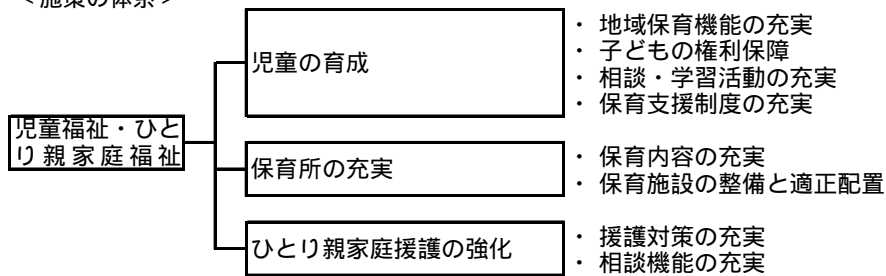 ＜施策の体系＞
児童福祉・ひと
り親家庭福祉
児童の育成
・ 地域保育機能の充実
・ 子どもの権利保障
・ 相談・学習活動の充実
・ 保育支援制度の充実
保育所の充実
・ 保育内容の充実
・ 保育施設の整備と適正配置
ひとり親家庭援護の強化
・ 援護対策の充実
・ 相談機能の充実